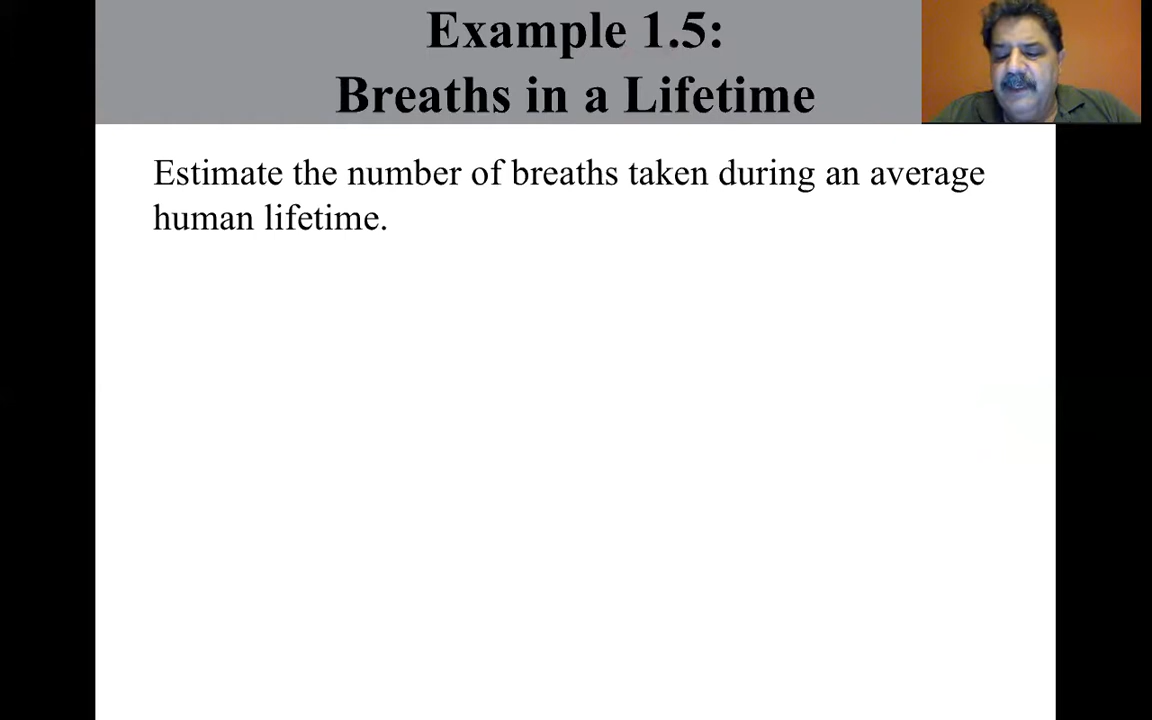 Example 1.5:
Breaths in a Lifetime
Estimate the number of breaths taken during an average
human lifetime.